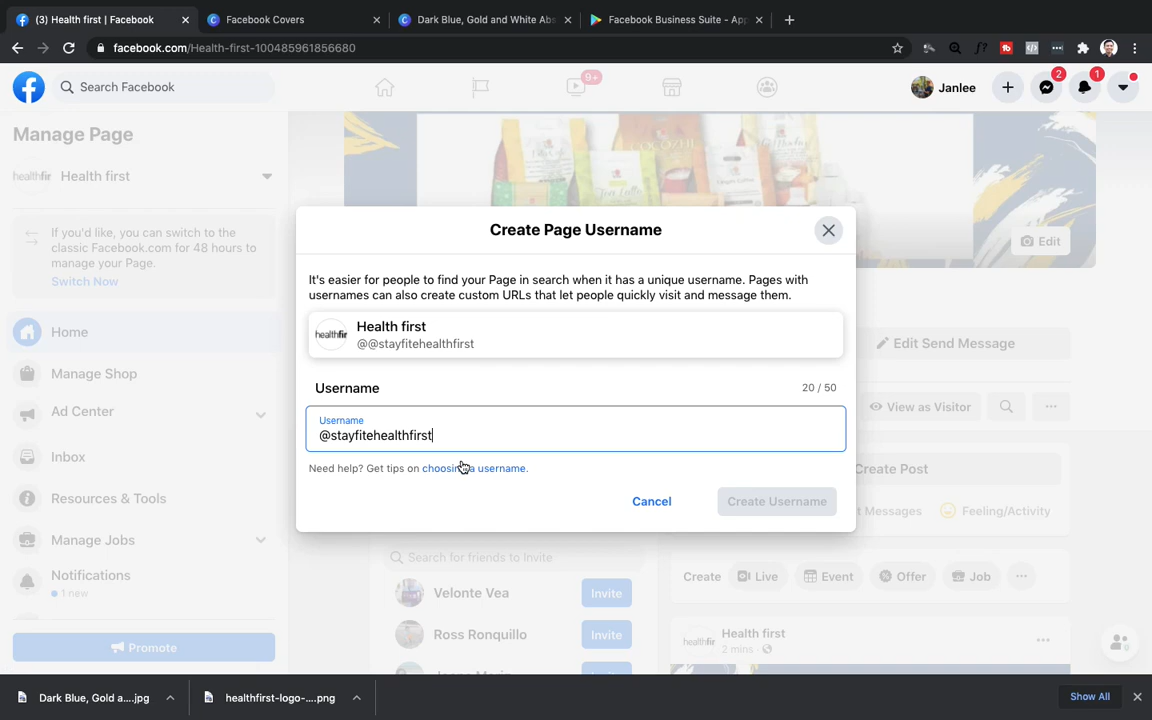 (3) Health first | Facebook
Facebook Covers
Dark Blue, Gold and White Abs
Facebook Business Suite - App
facebook.com/Health-first-100485961856680
Search Facebook
9+
Janlee
2
1
Manage Page
Health first
If you'd like, you can switch to the
classic Facebook.com for 48 hours to
manage your Page.
Switch Now
Home
Manage Shop
Ad Center
Inbox
Resources & Tools
Manage Jobs
Notifications
1 new
Promote
Edit
Create Page Username
It's easier for people to find your Page in search when it has a unique username. Pages with
usernames can also create custom URLs that let people quickly visit and message them.
healthfir
Health first
@@stayfitehealthfirst
Username
20 / 50
Username
@stayfitehealthfirst
Need help? Get tips on choosing a username.
Cancel
Create Username
Edit Send Message
View as Visitor
Create Post
t Messages
Feeling/Activity
Search for friends to Invite
Velonte Vea
Invite
Ross Ronquillo
Invite
Create
Live
Event
Offer
Job
healthfir
Health first
2 mins
Dark Blue, Gold a....jpg
healthfirst-logo-....png
Show All